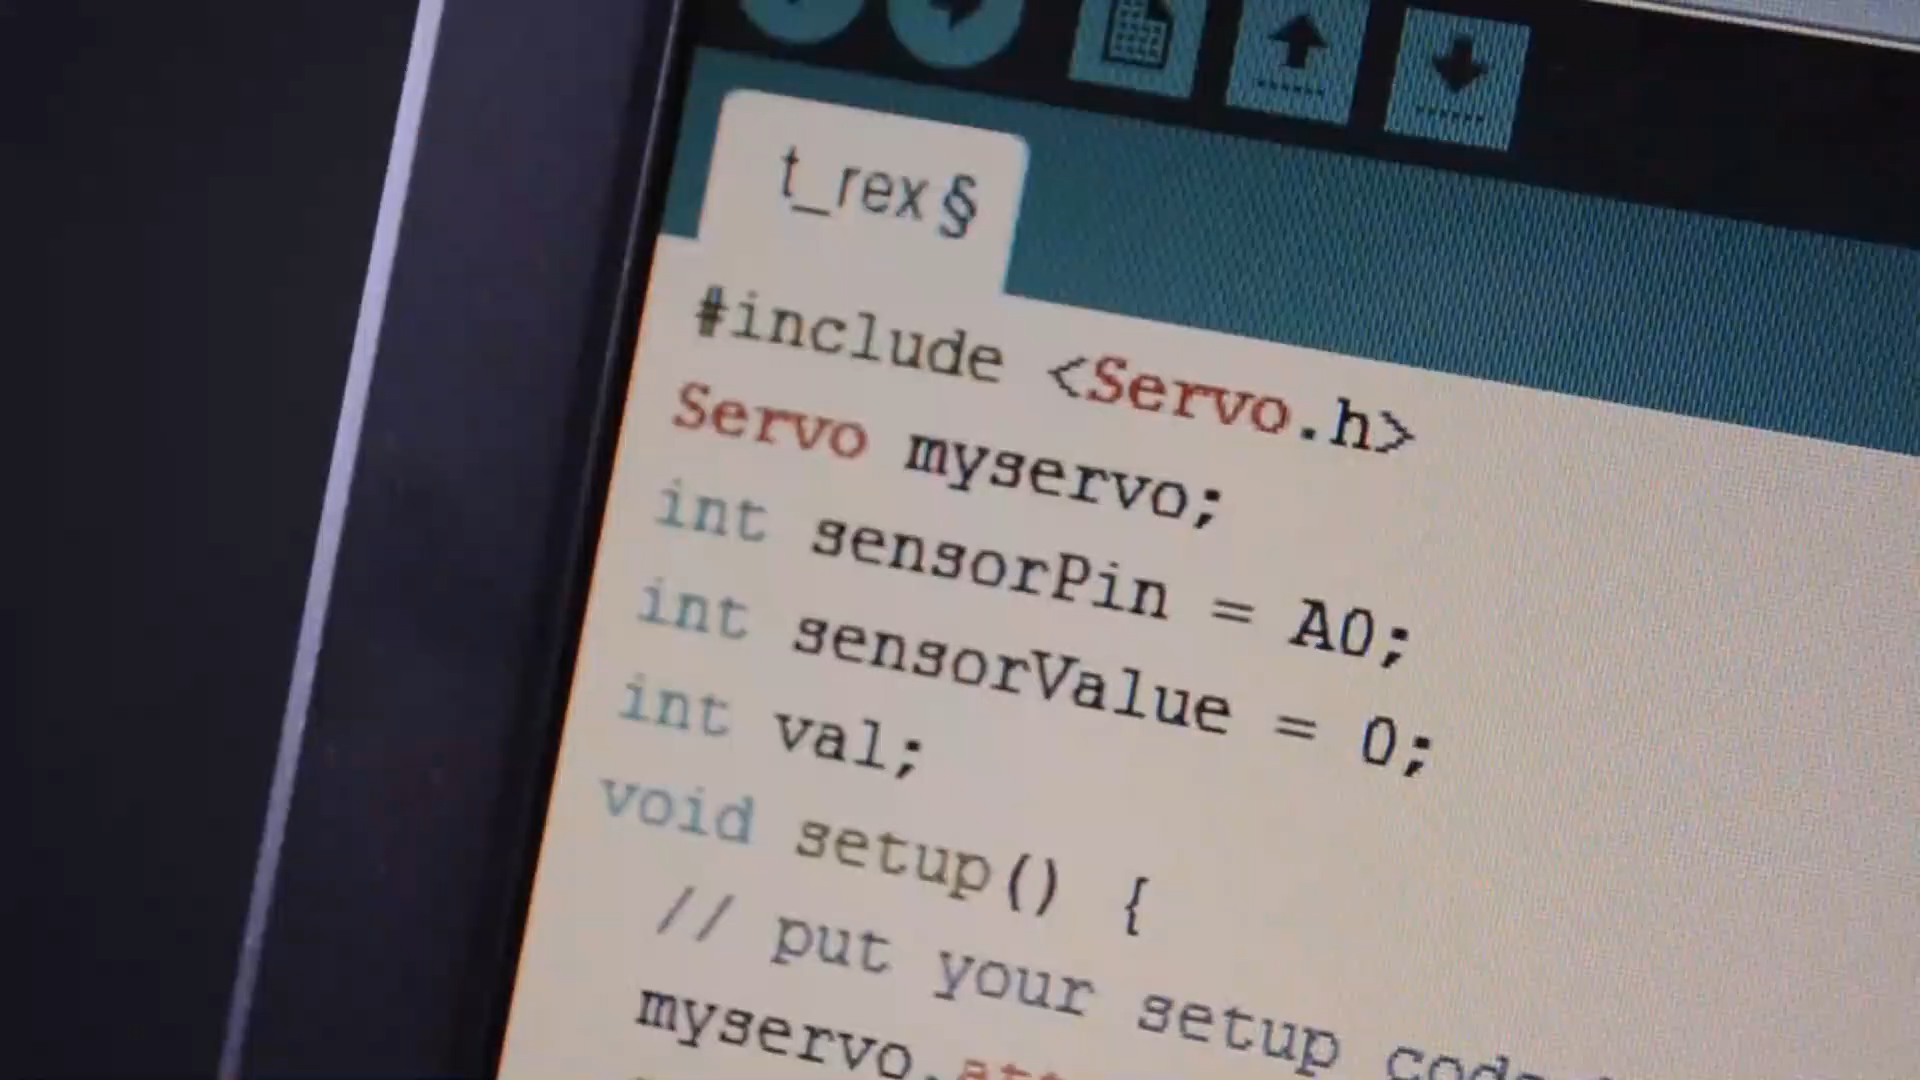 t_rex§
#include <Servo.h>
Servo myservo;
int sensorPin = A0;
int sensorValue = 0;
int val;
void setup() {
// put your setup code
myservo.att